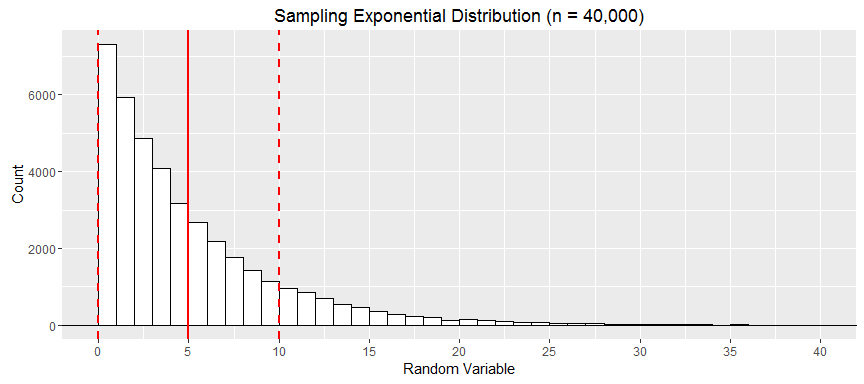 Sampling Exponential Distribution (n = 40,000)
Count
6000
4000
2000
0
0 5 10 15 20 25 30 35 40
Random Variable